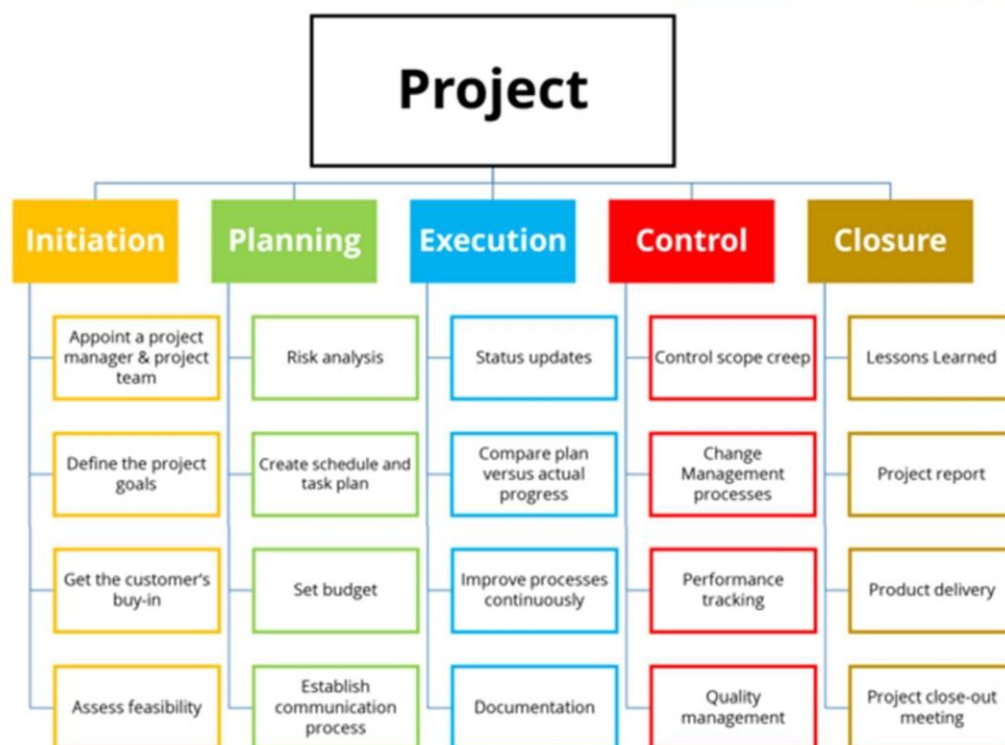 Project
Initiation
Planning
Execution
Control
Closure
Appoint a project
manager & project
team
Risk analysis
Status updates
Control scope creep
Lessons Learned
Define the project
goals
Create schedule and
task plan
Compare plan
versus actual
progress
Change
Management
processes
Project report
Get the customer's
buy-in
Set budget
Improve processes
continuously
Performance
tracking
Product delivery
Assess feasibility
Establish
communication
process
Documentation
Quality
management
Project close-out
meeting